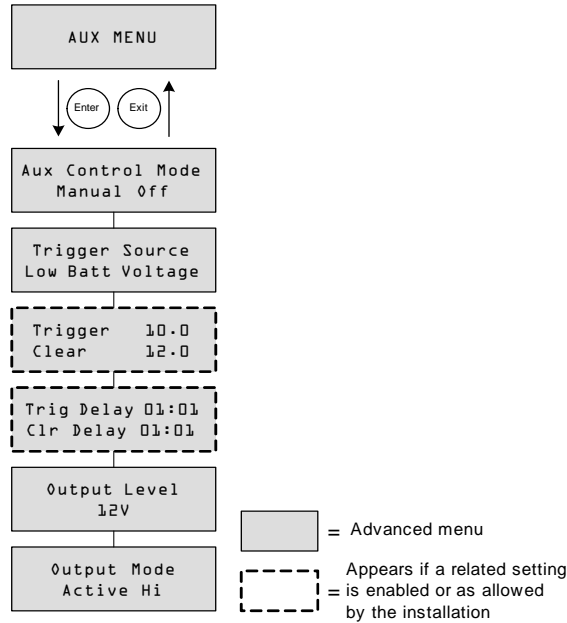 AUX MENU
Enter
Exit
Aux Control Mode
Manual Off
Trigger Source
Low Batt Voltage
Trigger 10.0
Clear 12.0
Trig Delay 01:01
Clr Delay 01:01
Output Level
12V
Output Mode
Active Hi
= Advanced menu
Appears if a related setting
= is enabled or as allowed
by the installation